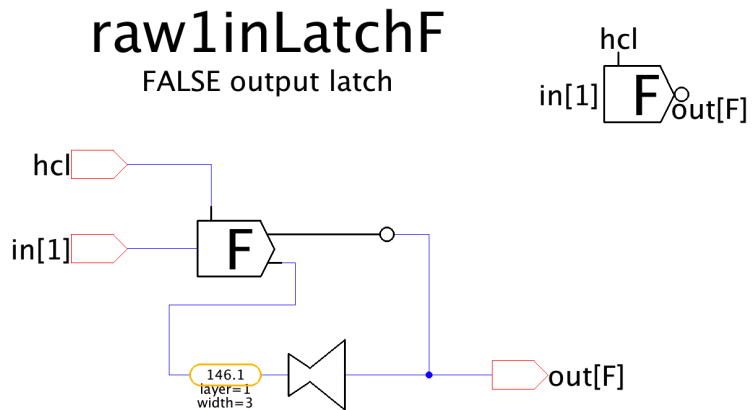 raw1inLatchF
FALSE output latch
hcl
in[1]
F
out[F]
hcl
in[1]
F
146.1
layer=1
width=3
out[F]